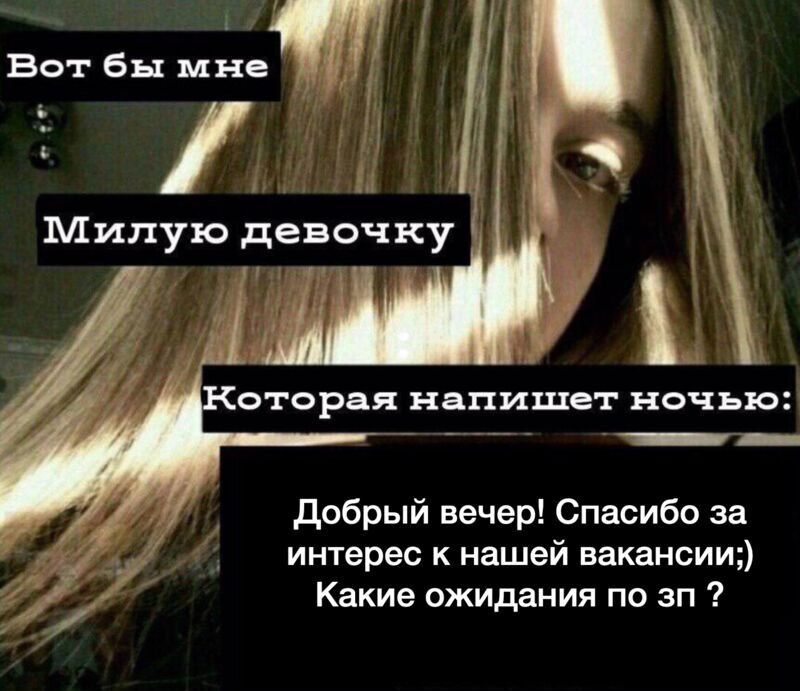 Вот бы мне
Милую девочку
Которая напишет ночью:
Добрый вечер! Спасибо за
интерес к нашей вакансии;)
Какие ожидания по зп ?